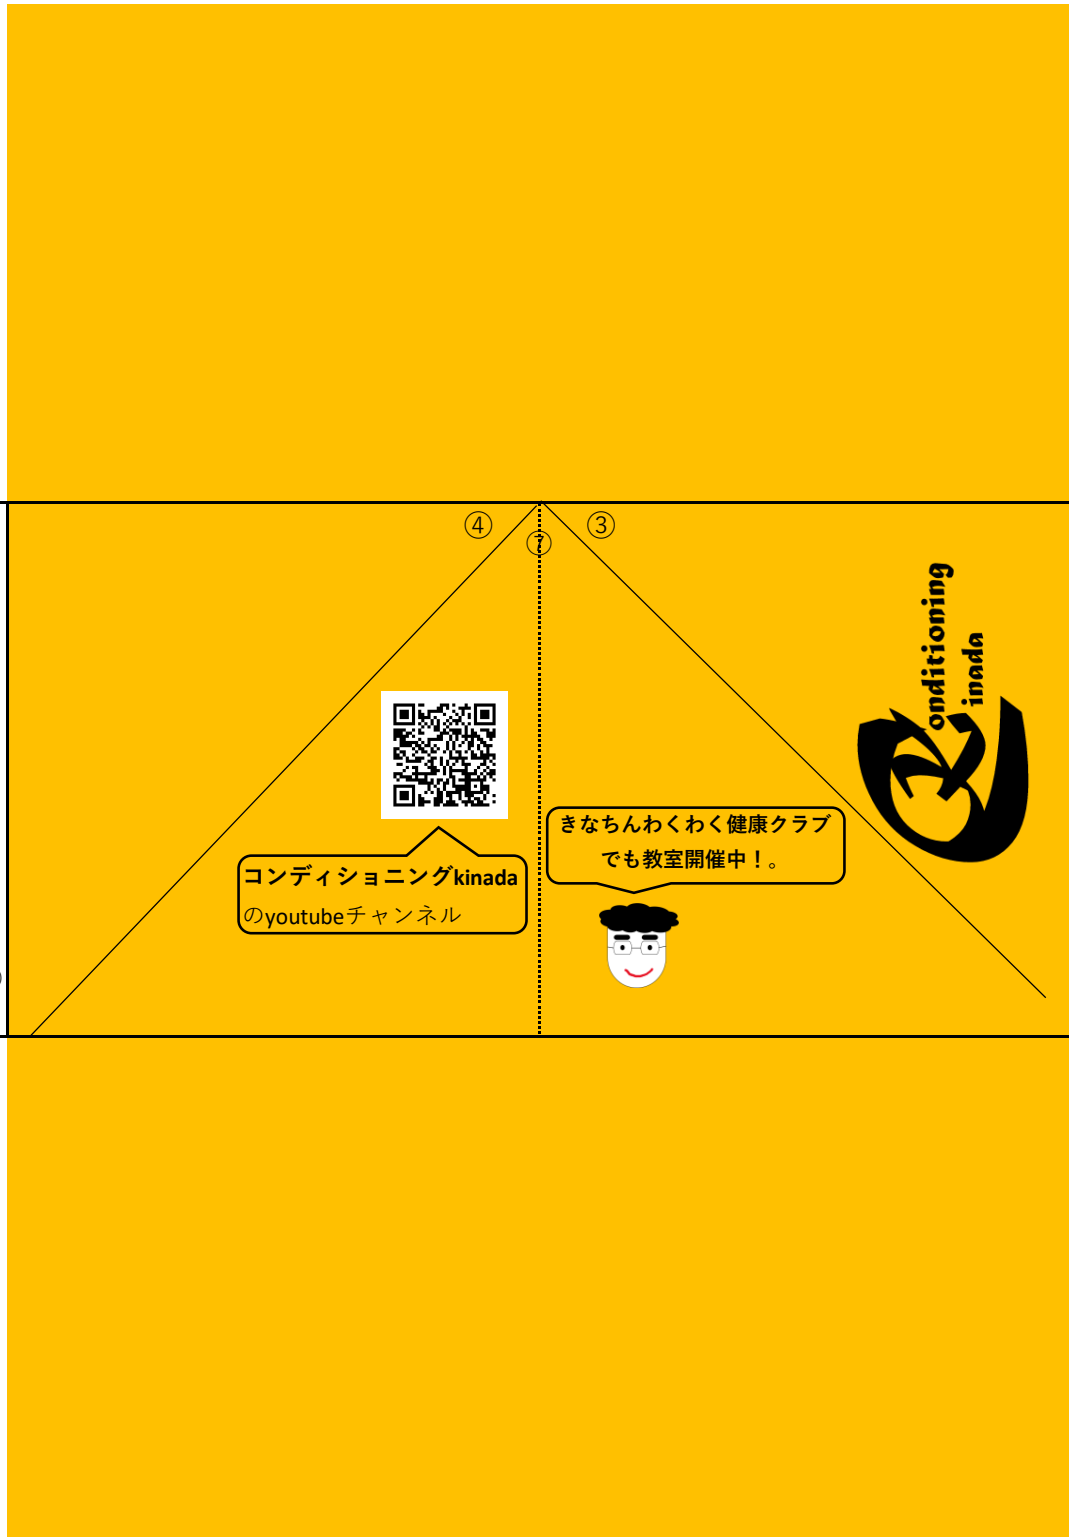 ④
③
⑦
onditioning
inada
きなちんわくわく健康クラブ
でも教室開催中！。
コンディショニングkinada
のyoutubeチャンネル